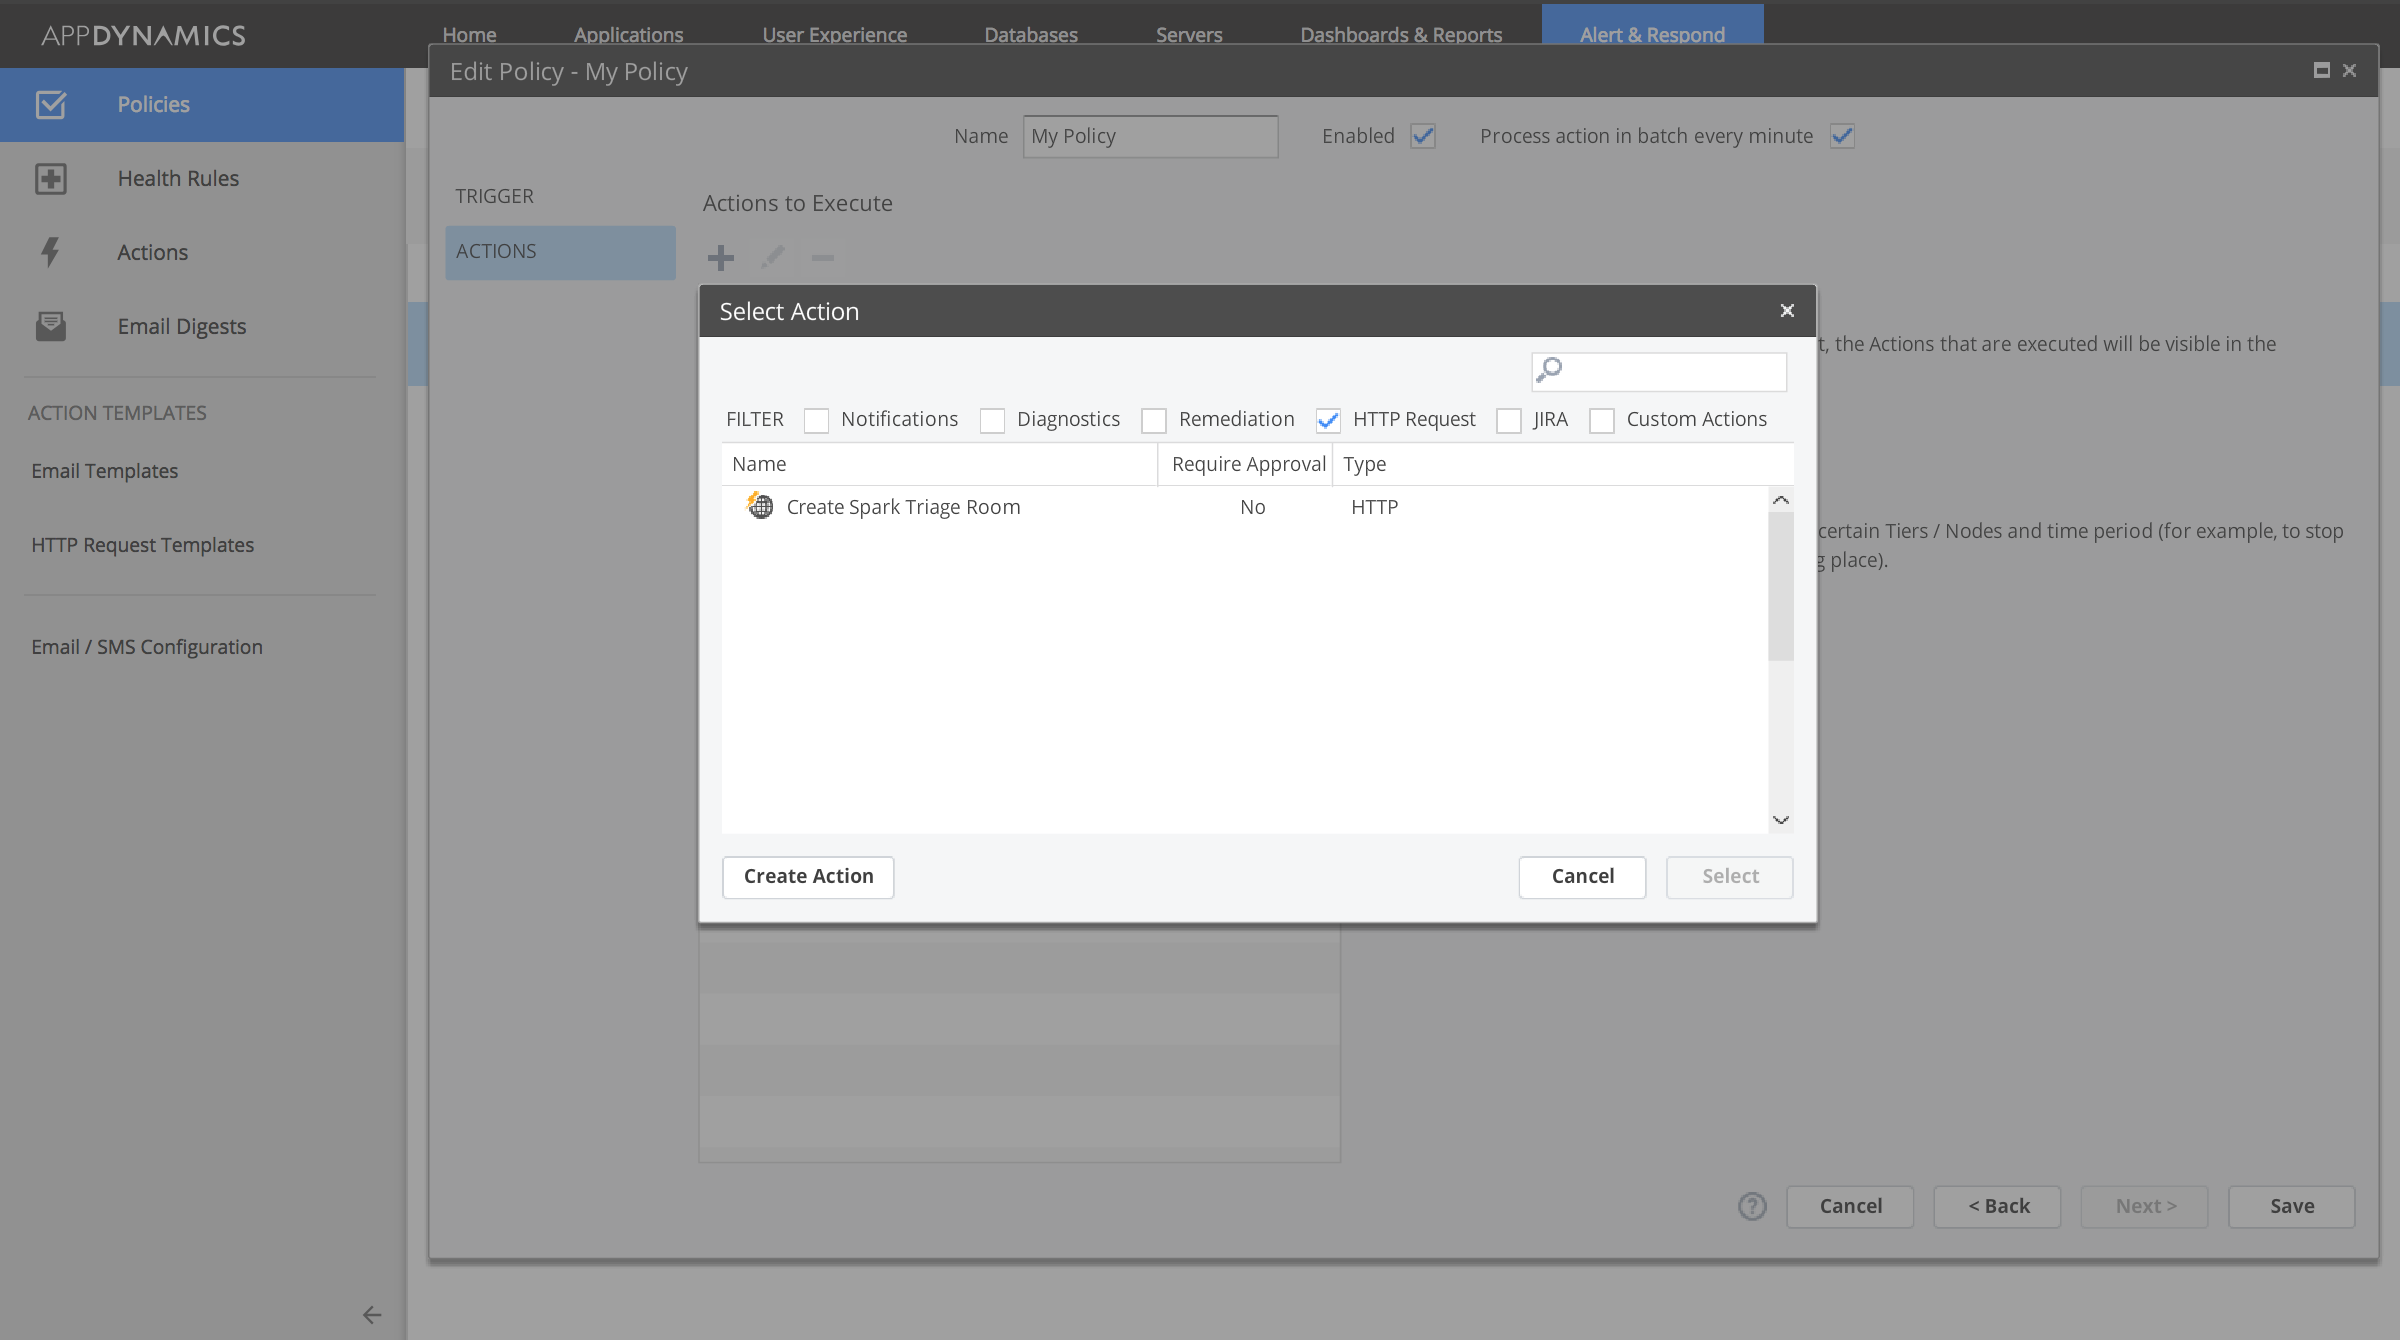 APPDYNAMICS
Home
Applications
User Experience
Databases
Servers
Dashboards & Reports
Alert & Respond
Policies
Health Rules
Actions
Email Digests
ACTION TEMPLATES
Email Templates
HTTP Request Templates
Email / SMS Configuration
Edit Policy - My Policy
Name
My Policy
Enabled
Process action in batch every minute
TRIGGER
ACTIONS
Actions to Execute
t, the Actions that are executed will be visible in the
certain Tiers / Nodes and time period (for example, to stop
g place).
Select Action
FILTER
Notifications
Diagnostics
Remediation
HTTP Request
JIRA
Custom Actions
Name
Require Approval
Type
Create Spark Triage Room
No
HTTP
Create Action
Cancel
Select
?
Cancel
< Back
Next >
Save